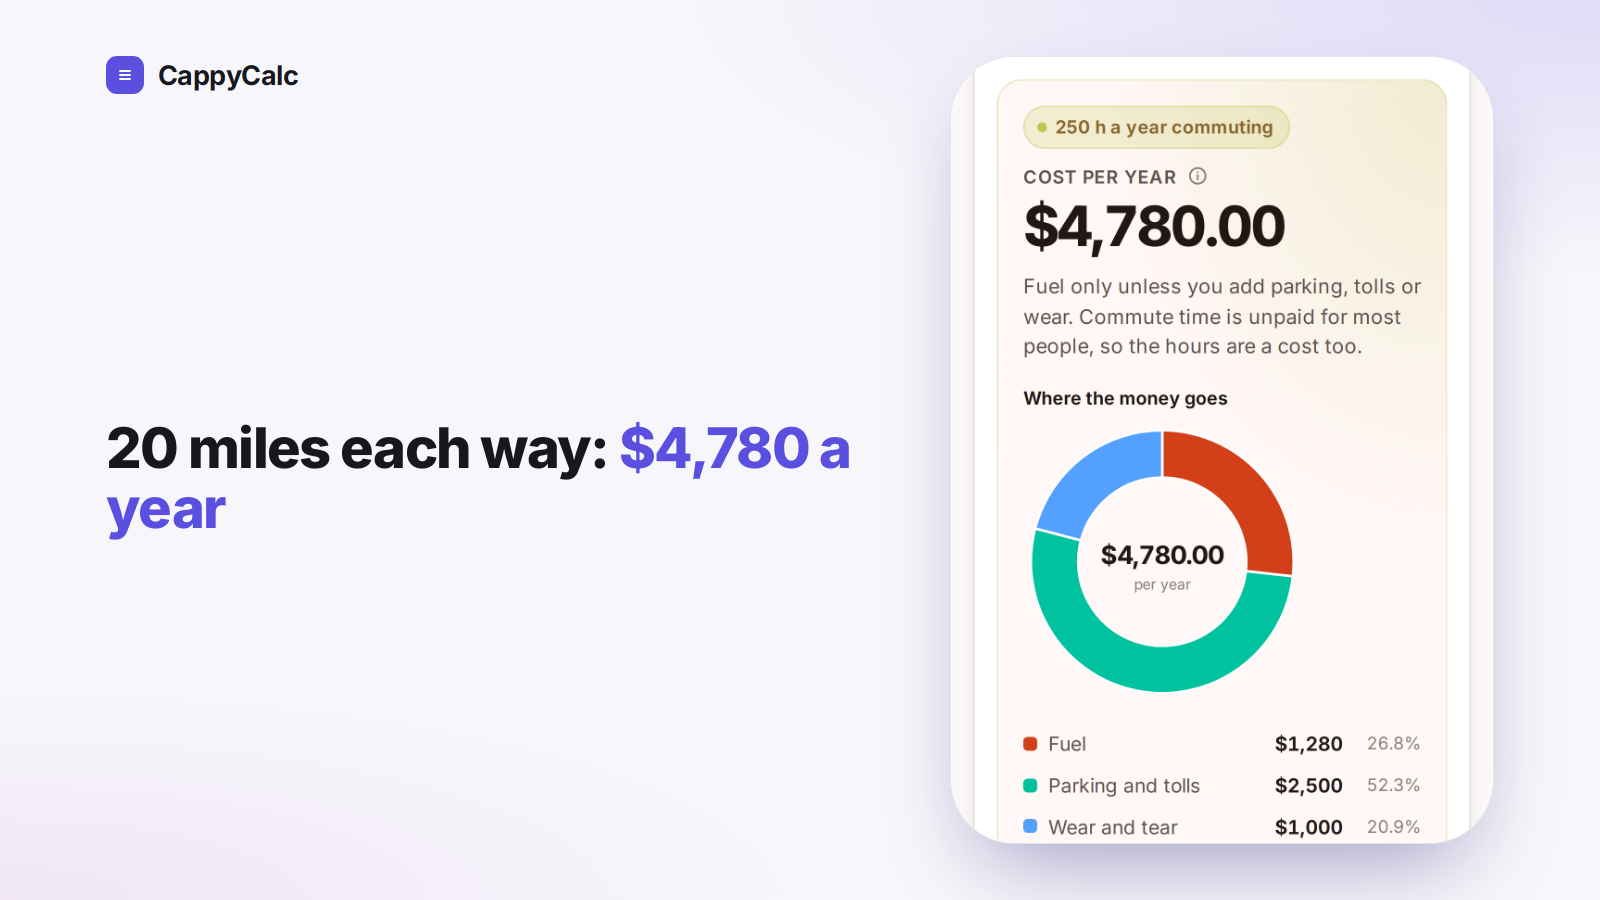 CappyCalc
20 miles each way: $4,780 a
year
250 h a year commuting
COST PER YEAR
$4,780.00
Fuel only unless you add parking, tolls or
wear. Commute time is unpaid for most
people, so the hours are a cost too.
Where the money goes
$4,780.00
per year
Fuel $1,280 26.8%
Parking and tolls $2,500 52.3%
Wear and tear $1,000 20.9%